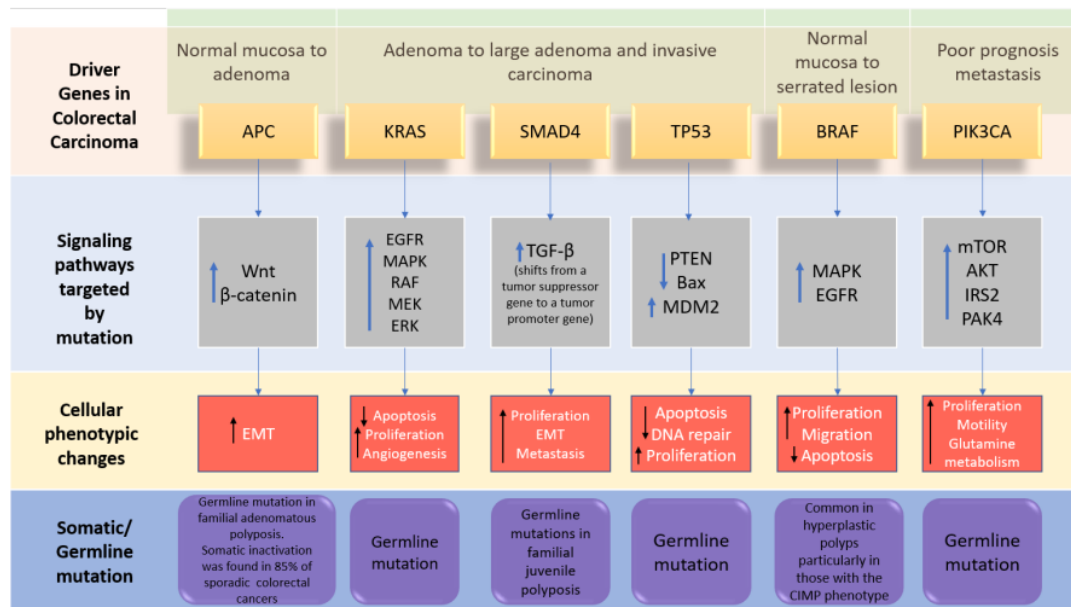 Driver
Genes in
Colorectal
Carcinoma
Normal mucosa to
adenoma
Adenoma to large adenoma and invasive
carcinoma
Normal
mucosa to
serrated lesion
Poor prognosis
metastasis
APC
KRAS
SMAD4
TP53
BRAF
PIK3CA
Signaling
pathways
targeted
by
mutation
Wnt
β-catenin
EGFR
MAPK
RAF
MEK
ERK
TGF-β
(shifts from a
tumor suppressor
gene to a tumor
promoter gene)
PTEN
Bax
MDM2
MAPK
EGFR
mTOR
AKT
IRS2
PAK4
Cellular
phenotypic
changes
EMT
Apoptosis
Proliferation
Angiogenesis
Proliferation
EMT
Metastasis
Apoptosis
DNA repair
Proliferation
Proliferation
Migration
Apoptosis
Proliferation
Motility
Glutamine
metabolism
Somatic/
Germline
mutation
Germline mutation in
familial adenomatous
polyposis.
Somatic inactivation
was found in 85% of
sporadic colorectal
cancers
Germline
mutation
Germline
mutations in
familial
juvenile
polyposis
Germline
mutation
Common in
hyperplastic
polyps
particularly in
those with the
CIMP phenotype
Germline
mutation